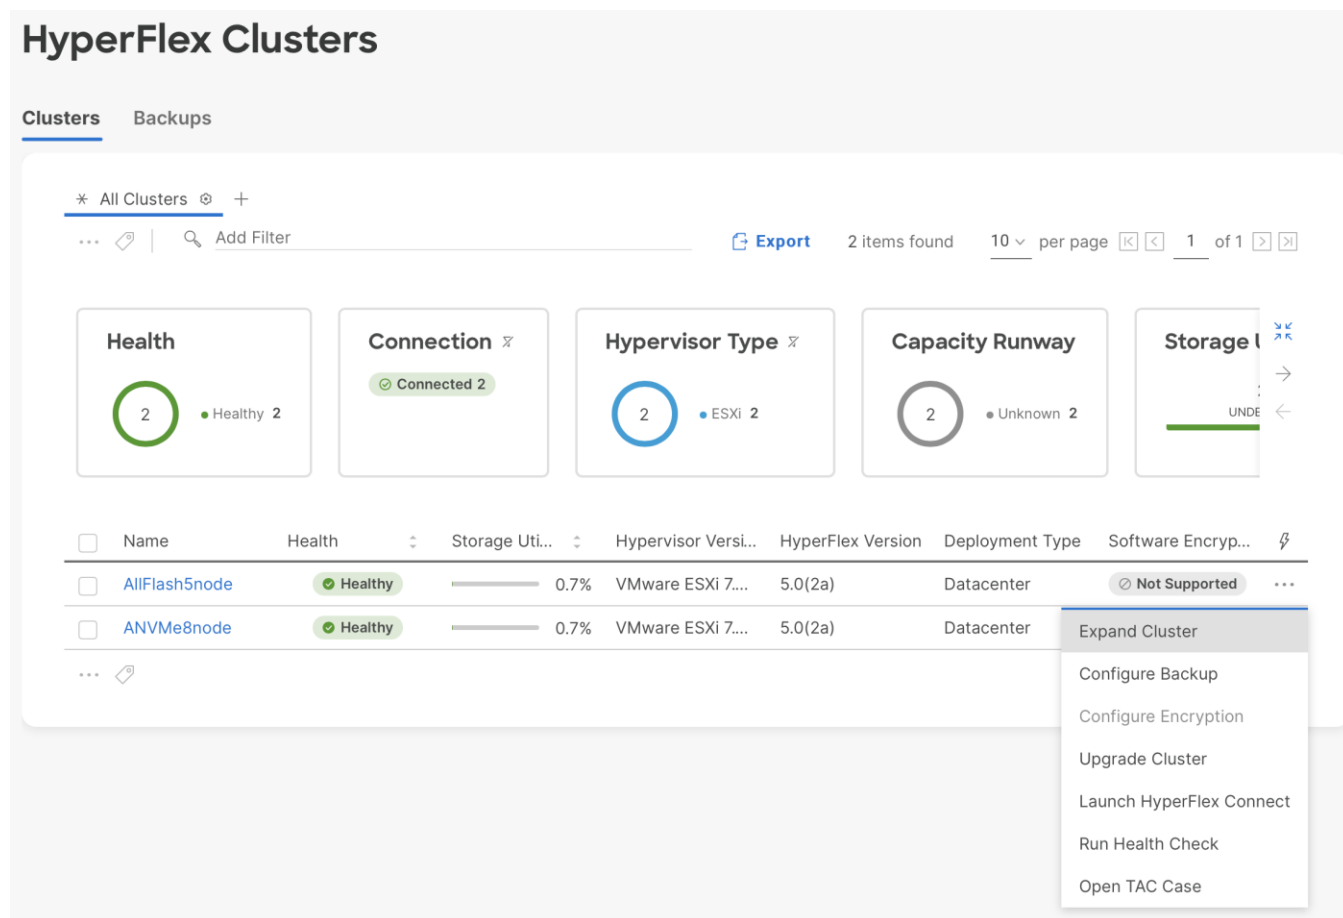 HyperFlex Clusters
Clusters Backups
All Clusters
Add Filter Export 2 items found 10 per page 1 of 1
Health Connection Hypervisor Type Capacity Runway Storage
Connected 2
2 Healthy 2 2 ESXi 2 2 Unknown 2 UNDE
Name Health Storage Uti... Hypervisor Versi... HyperFlex Version Deployment Type Software Encryp...
AllFlash5node Healthy 0.7% VMware ESXi 7.... 5.0(2a) Datacenter Not Supported
ANVMe8node Healthy 0.7% VMware ESXi 7.... 5.0(2a) Datacenter
Expand Cluster
Configure Backup
Configure Encryption
Upgrade Cluster
Launch HyperFlex Connect
Run Health Check
Open TAC Case